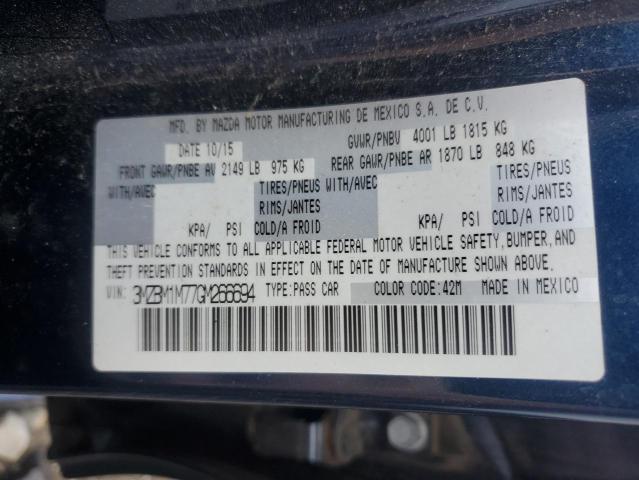 MFD. BY MAZDA MOTOR MANUFACTURING DE MEXICO S.A. DE C.V.
DATE 10/15 GVWR/PNBV 4001 LB 1815 KG
FRONT GAWR/PNBE AV 2149 LB 975 KG REAR GAWR/PNBE AR 1870 LB 848 KG
WITH/AVEC TIRES/PNEUS WITH/AVEC TIRES/PNEUS
RIMS/JANTES RIMS/JANTES
KPA/ PSI COLD/A FROID KPA/ PSI COLD/A FROID
THIS VEHICLE CONFORMS TO ALL APPLICABLE FEDERAL MOTOR VEHICLE SAFETY, BUMPER, AND
THEFT PREVENTION STANDARDS IN EFFECT ON THE DATE OF MANUFACTURE SHOWN ABOVE.
VIN: 3MZBM1M77GM266694 TYPE:PASS CAR COLOR CODE:42M MADE IN MEXICO